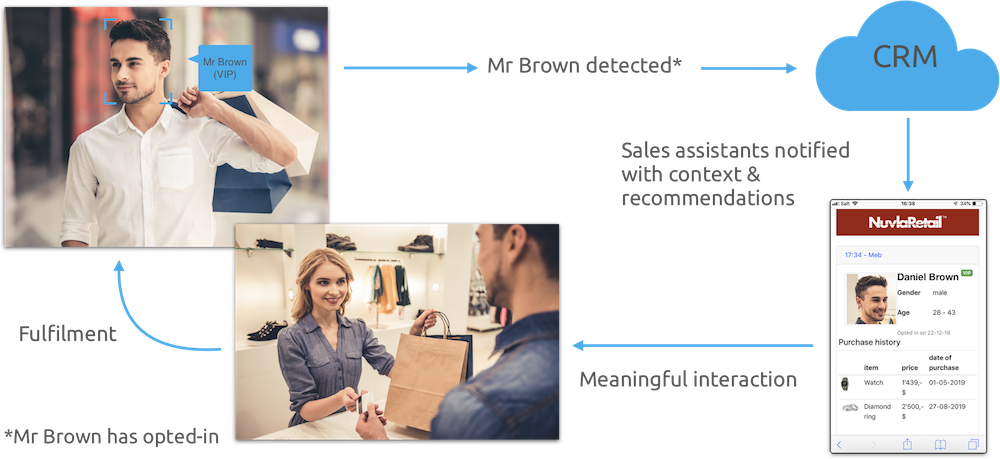 Mr Brown
(VIP)
Mr Brown detected*
CRM
Sales assistants notified
with context &
recommendations
Salt 16:38 34%
NuvlaRetail™
17:34 - Meb
Daniel Brown VIP
Gender male
Age 28 - 43
Opted in on 22-12-18
Purchase history
item price date of
purchase
Watch 1'439,- 01-05-2019
$
Diamond 2'500,- 27-08-2019
ring $
Meaningful interaction
Fulfilment
*Mr Brown has opted-in